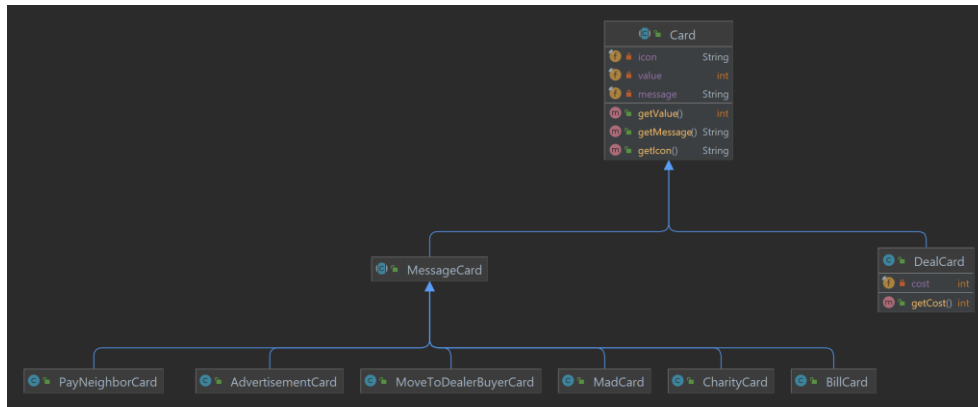 Card
icon String
value int
message String
getValue() int
getMessage() String
getIcon() String
MessageCard
DealCard
cost int
getCost() int
PayNeighborCard
AdvertisementCard
MoveToDealerBuyerCard
MadCard
CharityCard
BillCard